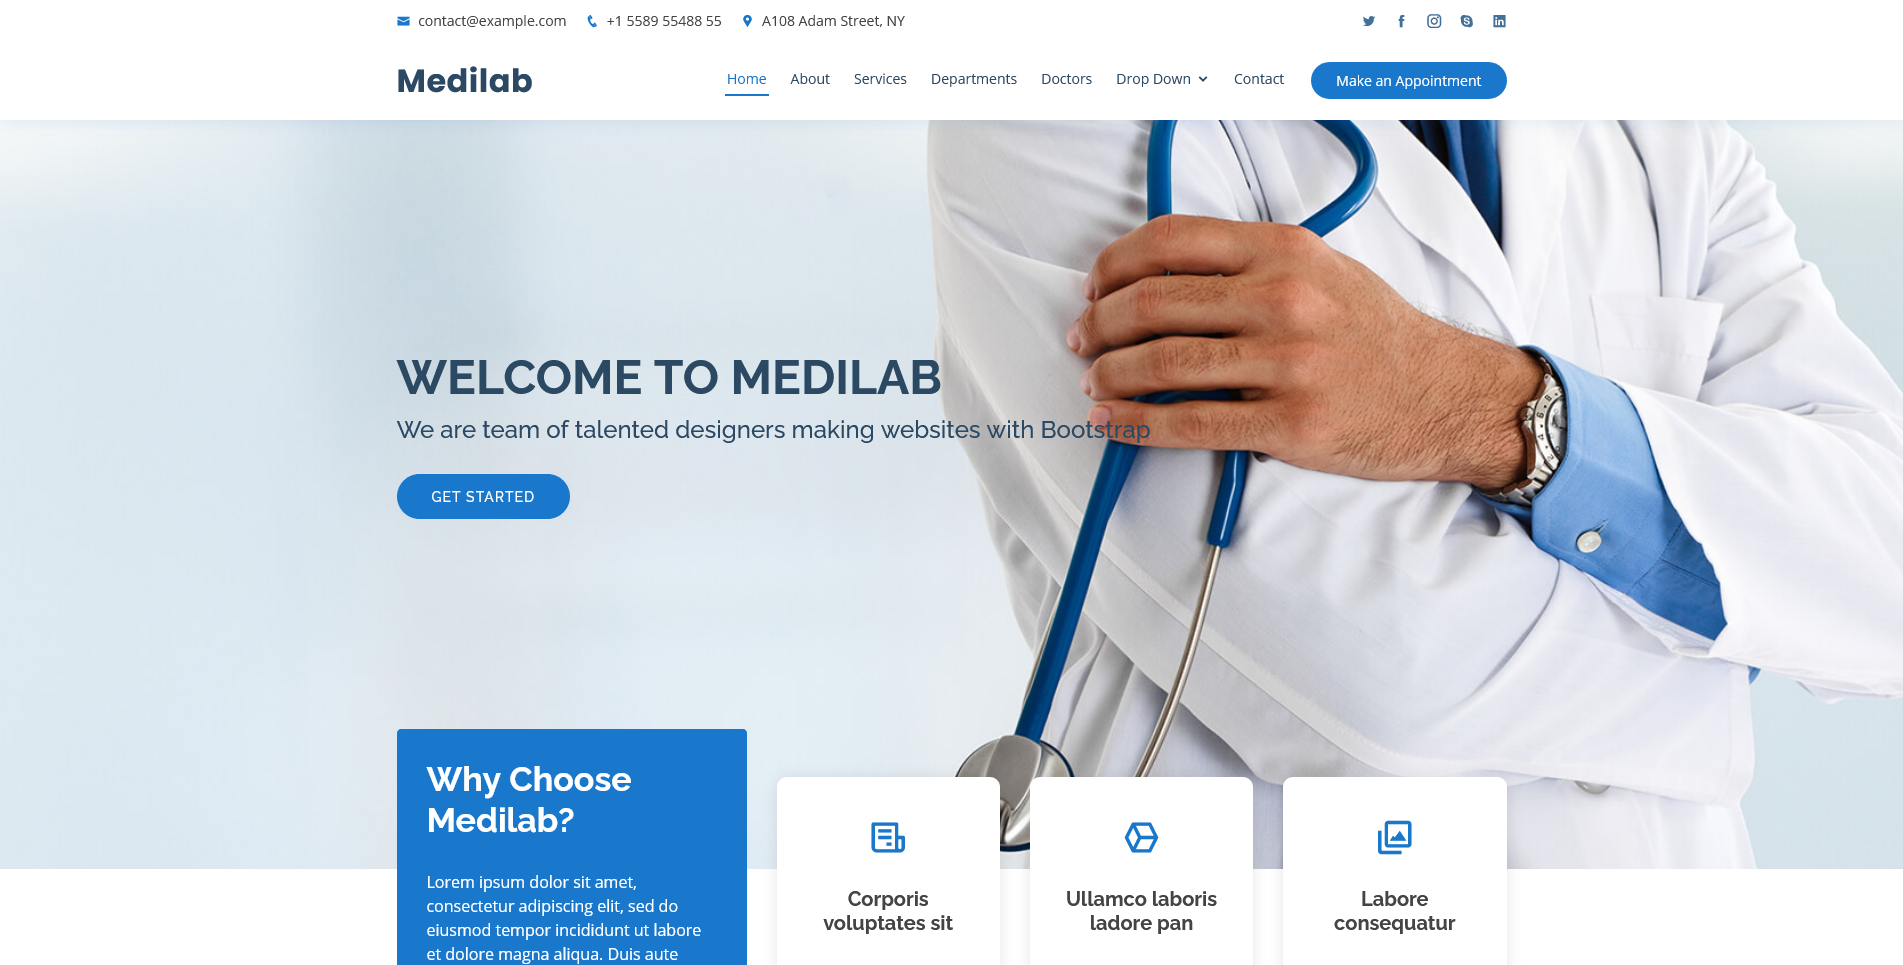 contact@example.com +1 5589 55488 55 A108 Adam Street, NY
Medilab Home About Services Departments Doctors Drop Down Contact Make an Appointment
WELCOME TO MEDILAB
We are team of talented designers making websites with Bootstrap
GET STARTED
Why Choose
Medilab?
Lorem ipsum dolor sit amet,
consectetur adipiscing elit, sed do
eiusmod tempor incididunt ut labore
et dolore magna aliqua. Duis aute
Corporis
voluptates sit
Ullamco laboris
ladore pan
Labore
consequatur